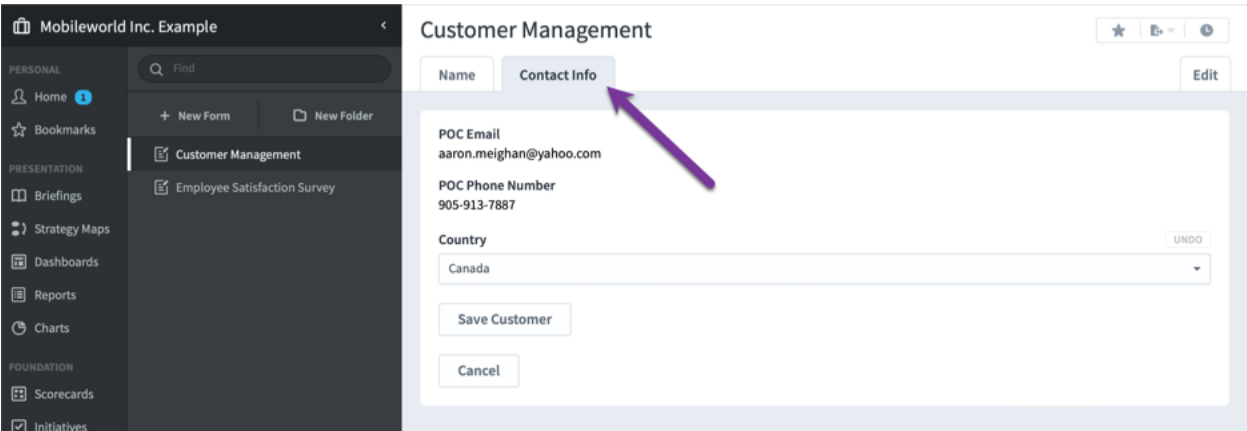 Mobileworld Inc. Example
PERSONAL
Home 1
Bookmarks
PRESENTATION
Briefings
Strategy Maps
Dashboards
Reports
Charts
FOUNDATION
Scorecards
Initiatives
Find
+ New Form
New Folder
Customer Management
Employee Satisfaction Survey
Customer Management
Name
Contact Info
Edit
POC Email
aaron.meighan@yahoo.com
POC Phone Number
905-913-7887
Country
UNDO
Canada
Save Customer
Cancel